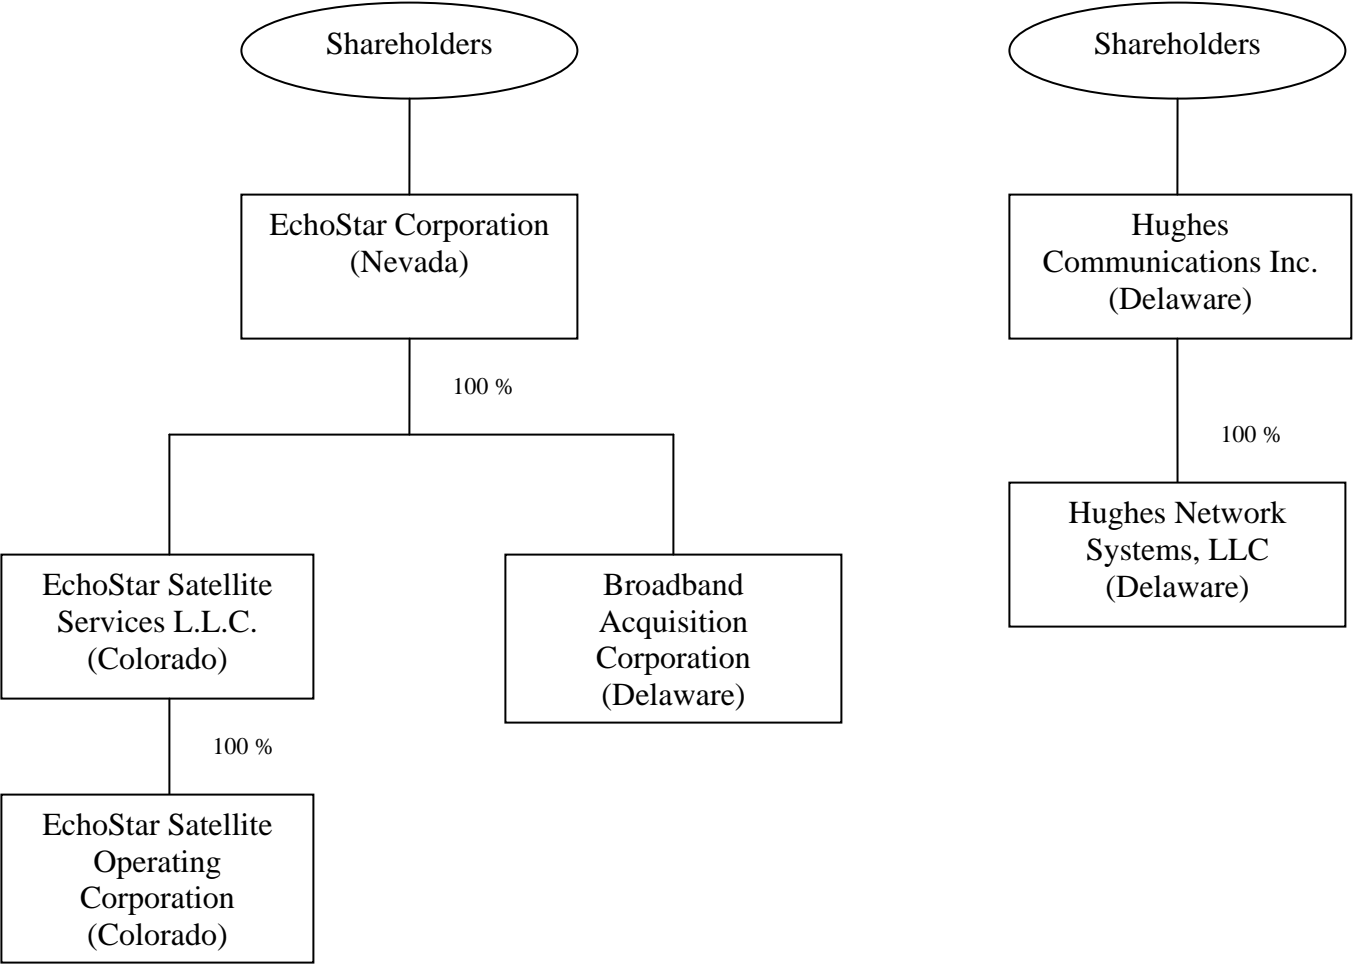 Shareholders
EchoStar Corporation
(Nevada)
100 %
EchoStar Satellite
Services L.L.C.
(Colorado)
100 %
EchoStar Satellite
Operating
Corporation
(Colorado)
Broadband
Acquisition
Corporation
(Delaware)
Shareholders
Hughes
Communications Inc.
(Delaware)
100 %
Hughes Network
Systems, LLC
(Delaware)